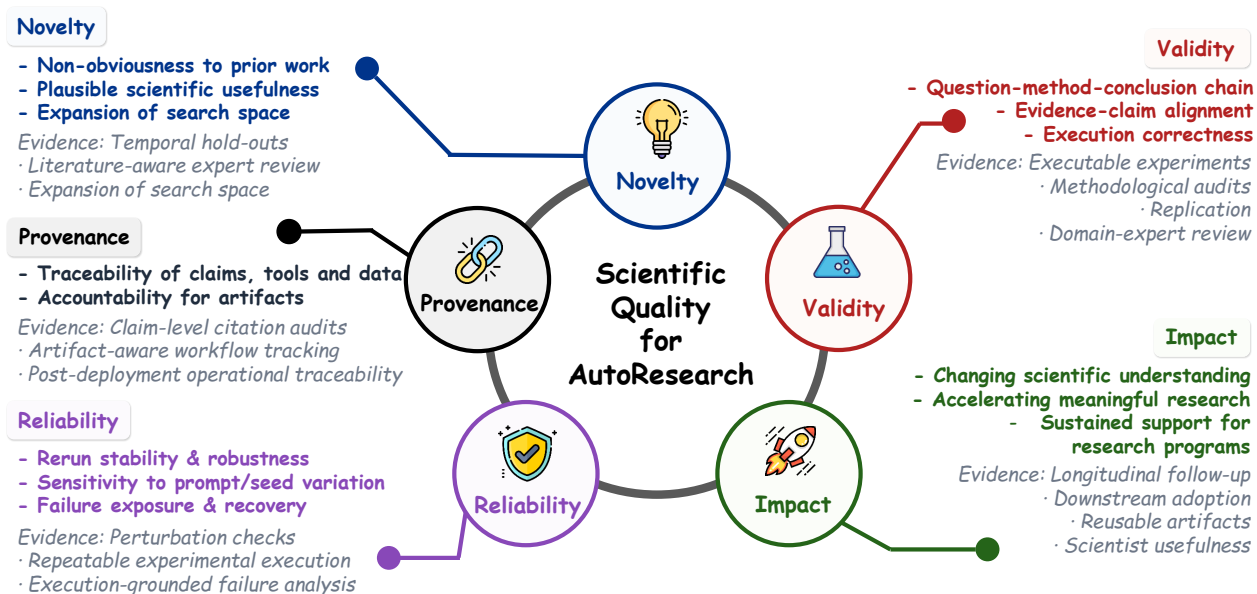 Novelty
- Non-obviousness to prior work
- Plausible scientific usefulness
- Expansion of search space
Evidence: Temporal hold-outs
· Literature-aware expert review
· Expansion of search space
Provenance
- Traceability of claims, tools and data
- Accountability for artifacts
Evidence: Claim-level citation audits
· Artifact-aware workflow tracking
· Post-deployment operational traceability
Reliability
- Rerun stability & robustness
- Sensitivity to prompt/seed variation
- Failure exposure & recovery
Evidence: Perturbation checks
· Repeatable experimental execution
· Execution-grounded failure analysis
Novelty
Provenance
Scientific
Quality
for
AutoResearch
Validity
Reliability
Impact
Validity
- Question-method-conclusion chain
- Evidence-claim alignment
- Execution correctness
Evidence: Executable experiments
· Methodological audits
· Replication
· Domain-expert review
Impact
- Changing scientific understanding
- Accelerating meaningful research
- Sustained support for
research programs
Evidence: Longitudinal follow-up
· Downstream adoption
· Reusable artifacts
· Scientist usefulness